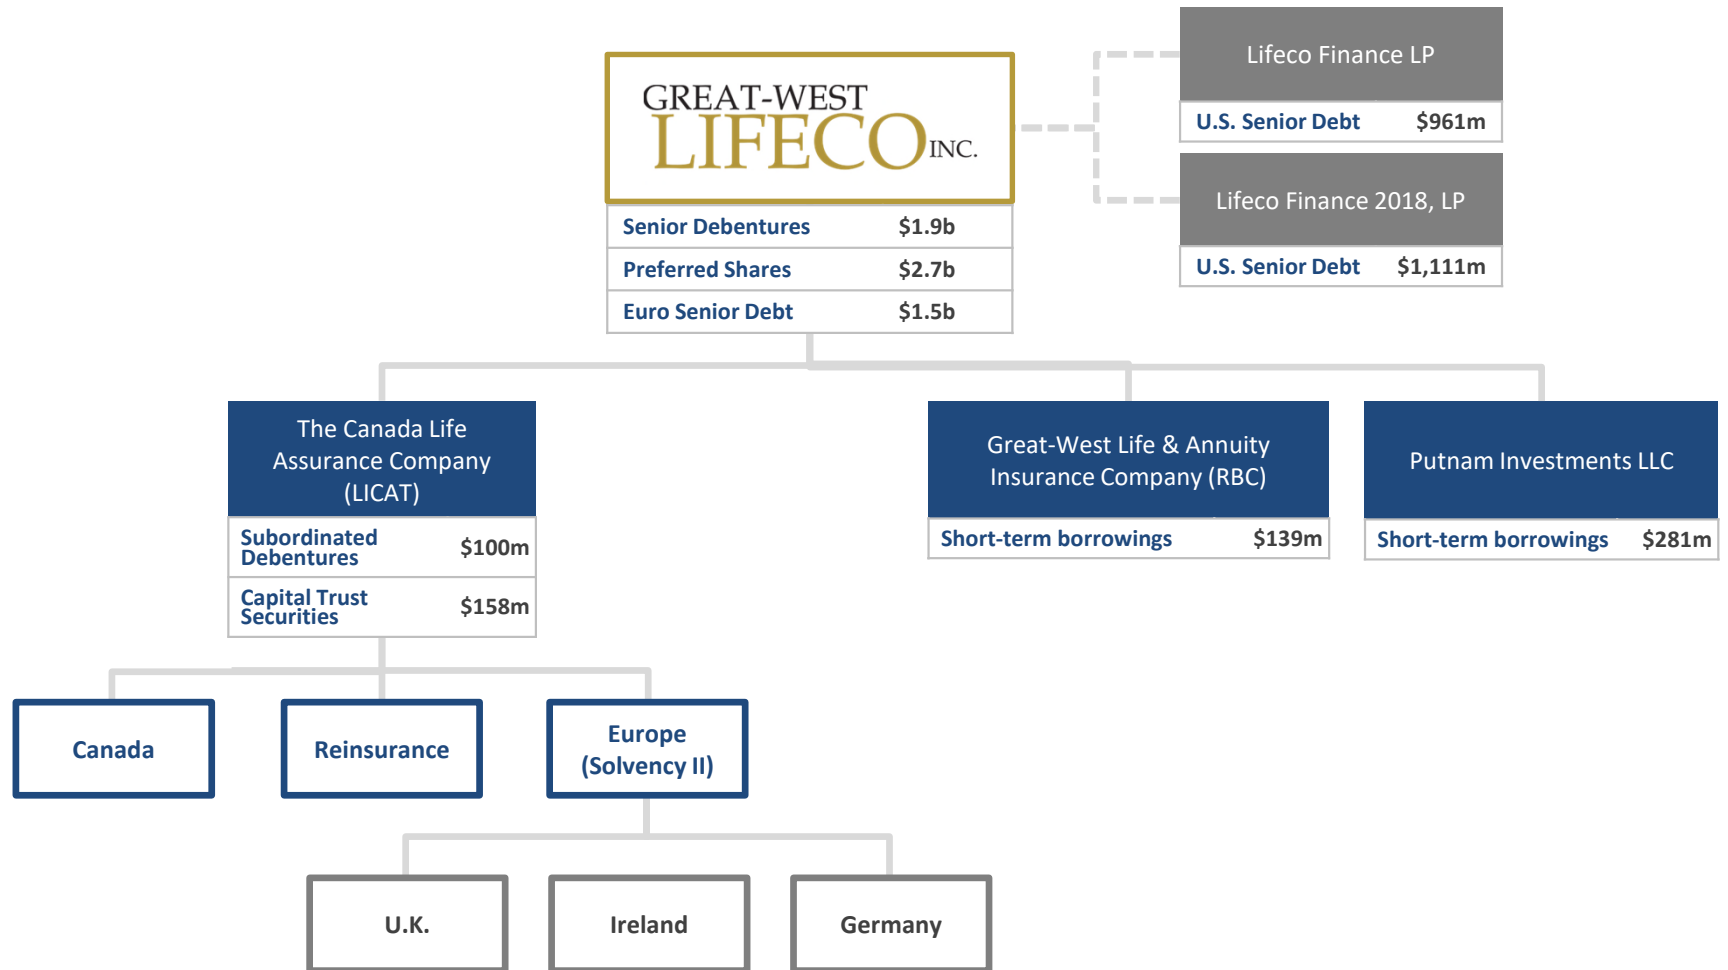 GREAT-WEST
LIFECO INC.
Senior Debentures $1.9b
Preferred Shares $2.7b
Euro Senior Debt $1.5b
Lifeco Finance LP
U.S. Senior Debt $961m
Lifeco Finance 2018, LP
U.S. Senior Debt $1,111m
The Canada Life
Assurance Company
(LICAT)
Subordinated
Debentures $100m
Capital Trust
Securities $158m
Great-West Life & Annuity
Insurance Company (RBC)
Short-term borrowings $139m
Putnam Investments LLC
Short-term borrowings $281m
Canada
Reinsurance
Europe
(Solvency II)
U.K.
Ireland
Germany